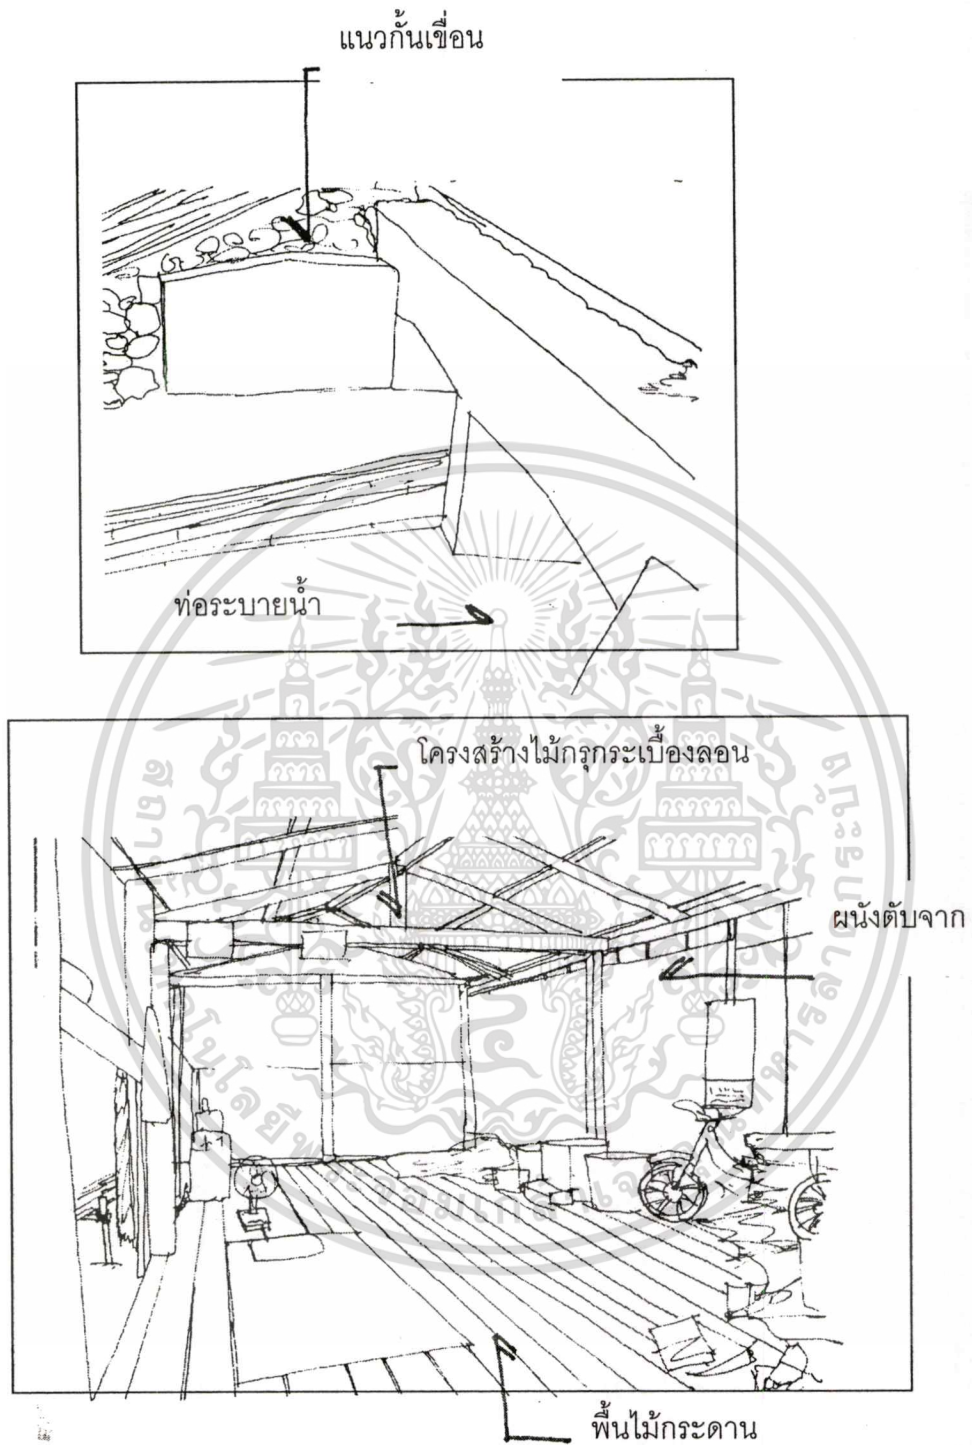 แนวกั้นเขื่อน
ท่อระบายน้ำ
โครงสร้างไม้กรุกระเบื้องลอน
ผนังตับจาก
พื้นไม้กระดาน